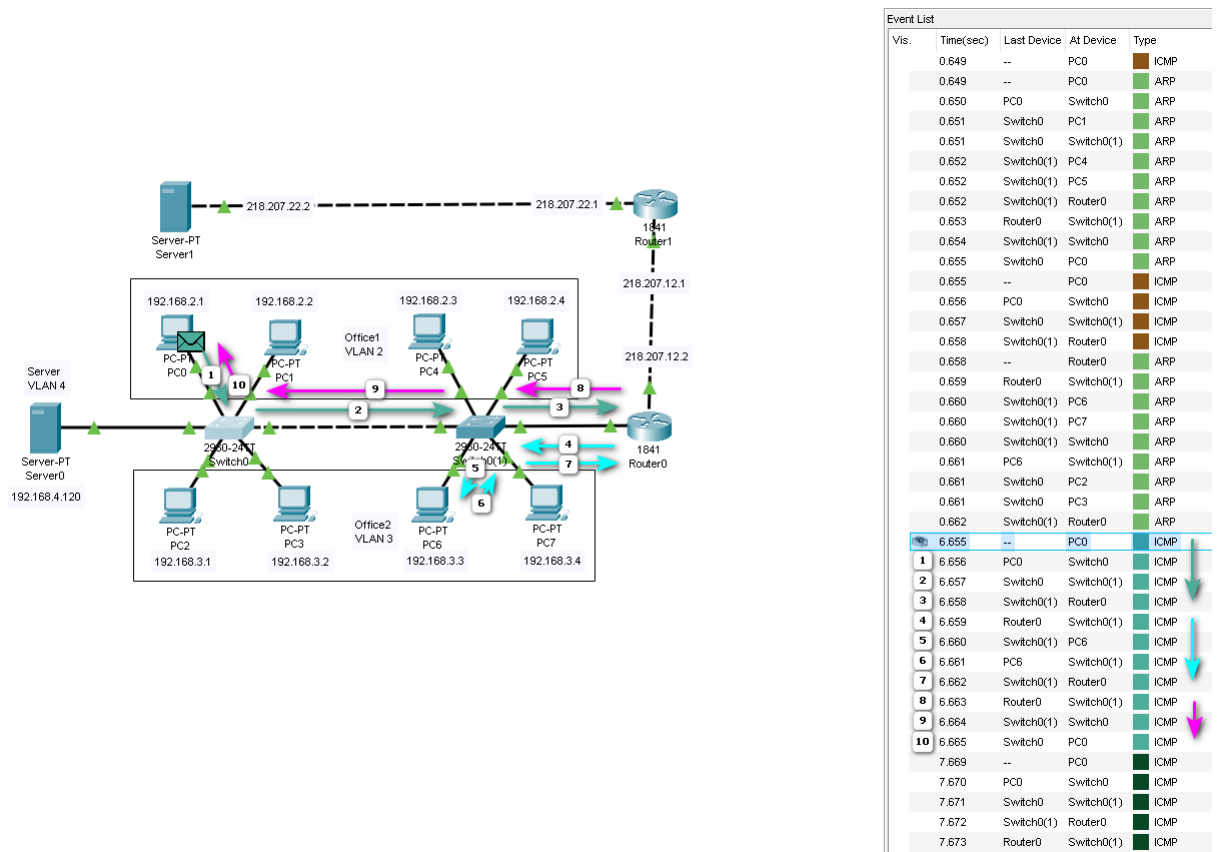 Event List
Vis. Time(sec) Last Device At Device Type
0.649 -- PC0 ICMP
0.649 -- PC0 ARP
0.650 PC0 Switch0 ARP
0.651 Switch0 PC1 ARP
0.651 Switch0 Switch0(1) ARP
0.652 Switch0(1) PC4 ARP
0.652 Switch0(1) PC5 ARP
0.652 Switch0(1) Router0 ARP
0.653 Router0 Switch0(1) ARP
0.654 Switch0(1) Switch0 ARP
0.655 Switch0 PC0 ARP
0.655 -- PC0 ICMP
0.656 PC0 Switch0 ICMP
0.657 Switch0 Switch0(1) ICMP
0.658 Switch0(1) Router0 ICMP
0.658 -- Router0 ARP
0.659 Router0 Switch0(1) ARP
0.660 Switch0(1) PC6 ARP
0.660 Switch0(1) PC7 ARP
0.660 Switch0(1) Switch0 ARP
0.661 PC6 Switch0(1) ARP
0.661 Switch0 PC2 ARP
0.661 Switch0 PC3 ARP
0.662 Switch0(1) Router0 ARP
6.655 -- PC0 ICMP
1 6.656 PC0 Switch0 ICMP
2 6.657 Switch0 Switch0(1) ICMP
3 6.658 Switch0(1) Router0 ICMP
4 6.659 Router0 Switch0(1) ICMP
5 6.660 Switch0(1) PC6 ICMP
6 6.661 PC6 Switch0(1) ICMP
7 6.662 Switch0(1) Router0 ICMP
8 6.663 Router0 Switch0(1) ICMP
9 6.664 Switch0(1) Switch0 ICMP
10 6.665 Switch0 PC0 ICMP
7.669 -- PC0 ICMP
7.670 PC0 Switch0 ICMP
7.671 Switch0 Switch0(1) ICMP
7.672 Switch0(1) Router0 ICMP
7.673 Router0 Switch0(1) ICMP
218.207.22.2
218.207.22.1
Server-PT
Server1
1841
Router1
218.207.12.1
192.168.2.1
192.168.2.2
192.168.2.3
192.168.2.4
Office1
VLAN 2
PC-PT
PC0
PC-PT
PC1
PC-PT
PC4
PC-PT
PC5
218.207.12.2
Server
VLAN 4
1
10
9
8
2
3
4
7
5
6
2950-24TT
Switch0
2950-24TT
Switch0(1)
1841
Router0
Server-PT
Server0
192.168.4.120
Office2
VLAN 3
PC-PT
PC2
PC-PT
PC3
PC-PT
PC6
PC-PT
PC7
192.168.3.1
192.168.3.2
192.168.3.3
192.168.3.4